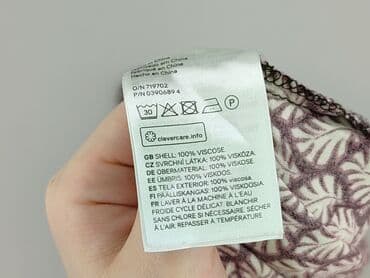 Fabriqué en Chine
Hecho en China
O/N 719702
P/N 0390689 4
30
P
clevercare.info
GB SHELL: 100% VISCOSE.
CZ SVRCHNÍ LÁTKA: 100% VISKÓZA.
DE OBERMATERIAL: 100% VISKOSE.
EE ÜMBRIS: 100% VISKOOS.
ES TELA EXTERIOR: 100% viscosa.
FI PÄÄLLISKANGAS: 100% VISKOOSIA
FR LAVER À LA MACHINE À L'EAU
FROIDE CYCLE DÉLICAT, BLANCHIR
SANS CHLORE SI NÉCESSAIRE, SÉCHER
À L'AIR, REPASSER À TEMPÉRATURE